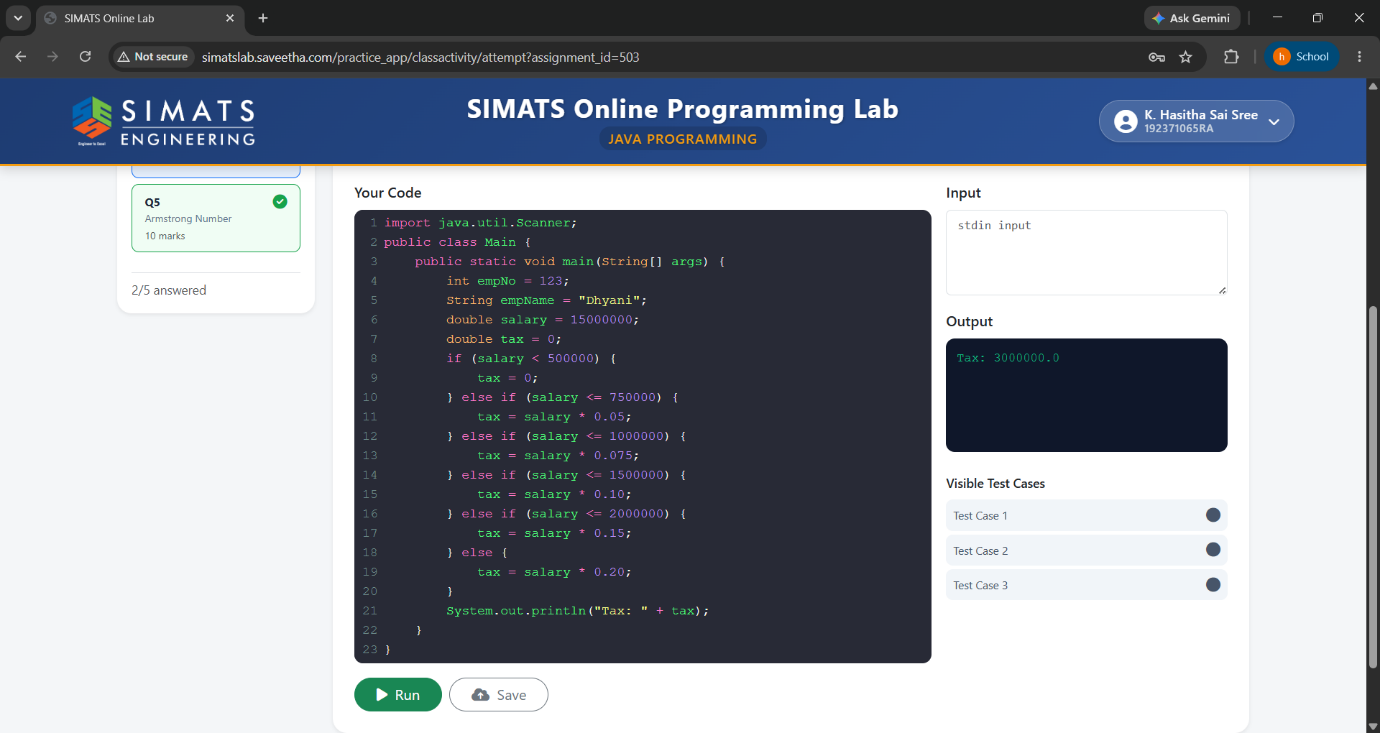 SIMATS Online Lab
Ask Gemini
Not secure
simatslab.saveetha.com/practice_app/classactivity/attempt?assignment_id=503
h School
SIMATS
ENGINEERING
Engineer to Excel
SIMATS Online Programming Lab
JAVA PROGRAMMING
K. Hasitha Sai Sree
192371065RA
Q5
Armstrong Number
10 marks
2/5 answered
Your Code
1 import java.util.Scanner;
2 public class Main {
3     public static void main(String[] args) {
4         int empNo = 123;
5         String empName = "Dhyani";
6         double salary = 15000000;
7         double tax = 0;
8         if (salary < 500000) {
9             tax = 0;
10         } else if (salary <= 750000) {
11             tax = salary * 0.05;
12         } else if (salary <= 1000000) {
13             tax = salary * 0.075;
14         } else if (salary <= 1500000) {
15             tax = salary * 0.10;
16         } else if (salary <= 2000000) {
17             tax = salary * 0.15;
18         } else {
19             tax = salary * 0.20;
20         }
21         System.out.println("Tax: " + tax);
22     }
23 }
Run
Save
Input
stdin input
Output
Tax: 3000000.0
Visible Test Cases
Test Case 1
Test Case 2
Test Case 3